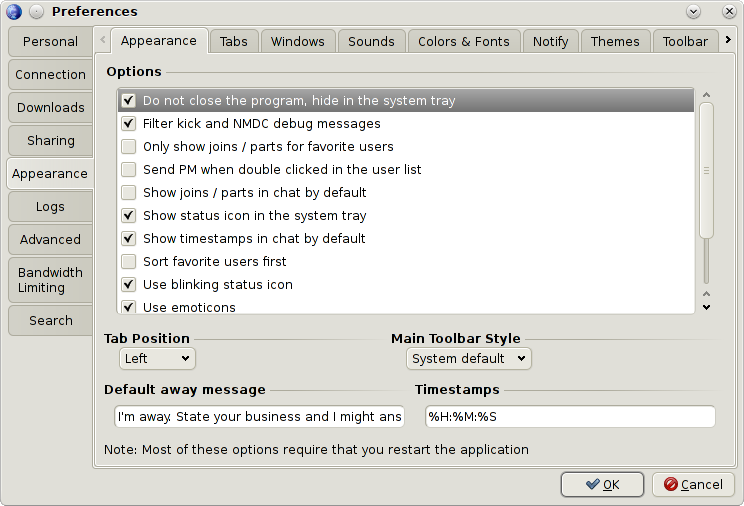 Preferences
Personal
Connection
Downloads
Sharing
Appearance
Logs
Advanced
Bandwidth
Limiting
Search
Appearance Tabs Windows Sounds Colors & Fonts Notify Themes Toolbar
Options
Do not close the program, hide in the system tray
Filter kick and NMDC debug messages
Only show joins / parts for favorite users
Send PM when double clicked in the user list
Show joins / parts in chat by default
Show status icon in the system tray
Show timestamps in chat by default
Sort favorite users first
Use blinking status icon
Use emoticons
Tab Position Main Toolbar Style
Left System default
Default away message Timestamps
I'm away. State your business and I might ans %H:%M:%S
Note: Most of these options require that you restart the application
OK Cancel